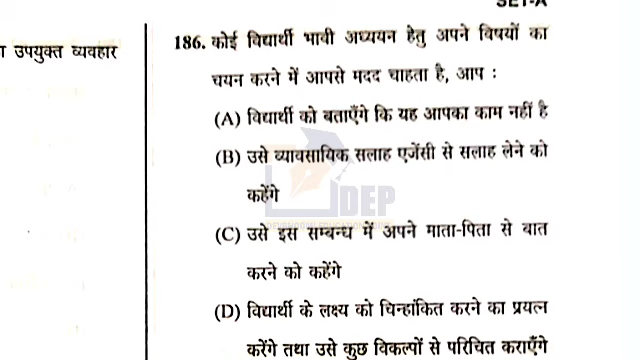 SET-A
उपयुक्त व्यवहार
186. कोई विद्यार्थी भावी अध्ययन हेतु अपने विषयों का
चयन करने में आपसे मदद चाहता है, आप :
(A) विद्यार्थी को बताएँगे कि यह आपका काम नहीं है
(B) उसे व्यावसायिक सलाह एजेंसी से सलाह लेने को
कहेंगे
DEP
(C) उसे इस सम्बन्ध में अपने माता-पिता से बात
करने को कहेंगे
(D) विद्यार्थी के लक्ष्य को चिन्हांकित करने का प्रयत्न
करेंगे तथा उसे कुछ विकल्पों से परिचित कराएँगे